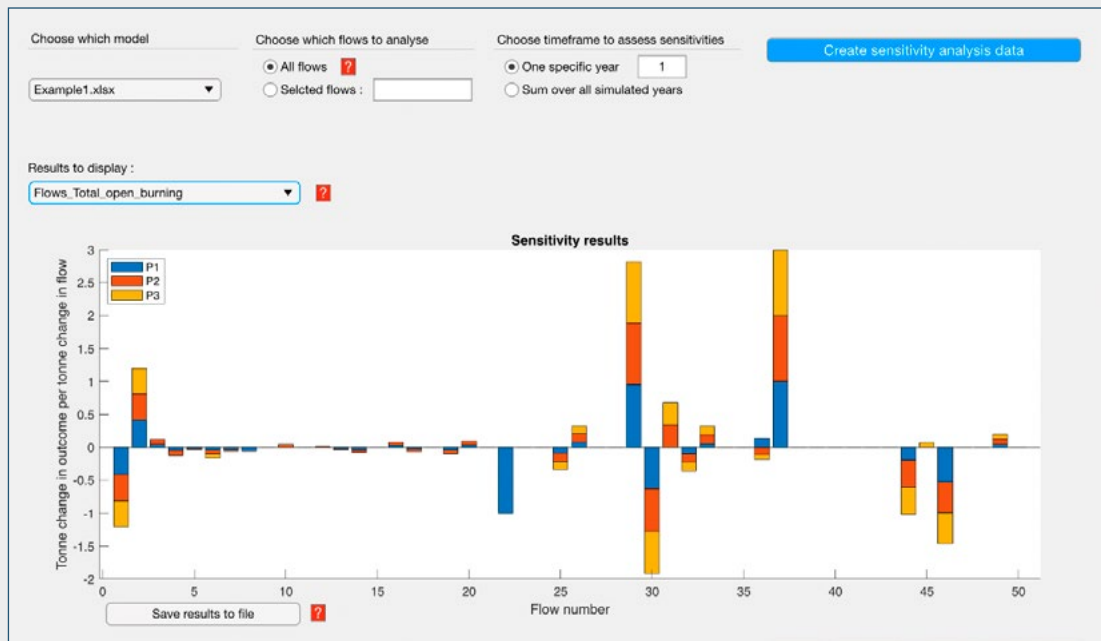 Choose which model
Choose which flows to analyse
Choose timeframe to assess sensitivities
Create sensitivity analysis data
All flows ?
One specific year 1
Example1.xlsx
Selcted flows :
Sum over all simulated years
Results to display :
Flows_Total_open_burning ?
Sensitivity results
Tonne change in outcome per tonne change in flow
3
2.5
2
1.5
1
0.5
0
-0.5
-1
-1.5
-2
P1
P2
P3
0 5 10 15 20 25 30 35 40 45 50
Flow number
Save results to file ?